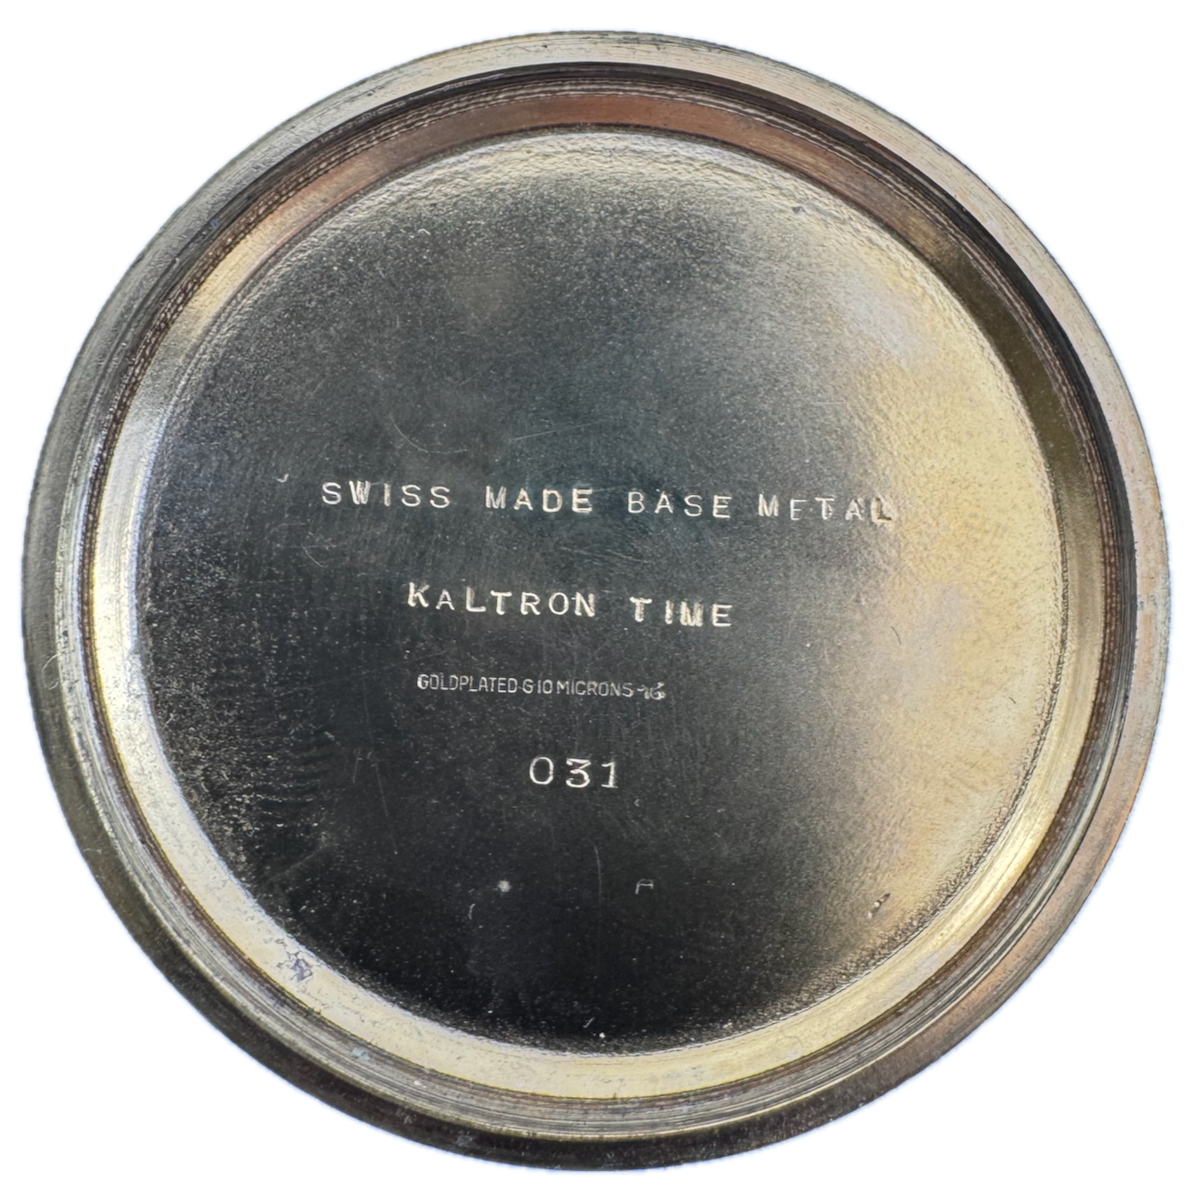 SWISS MADE BASE METAL
KALTRON TIME
GOLDPLATED G 10 MICRONS
031